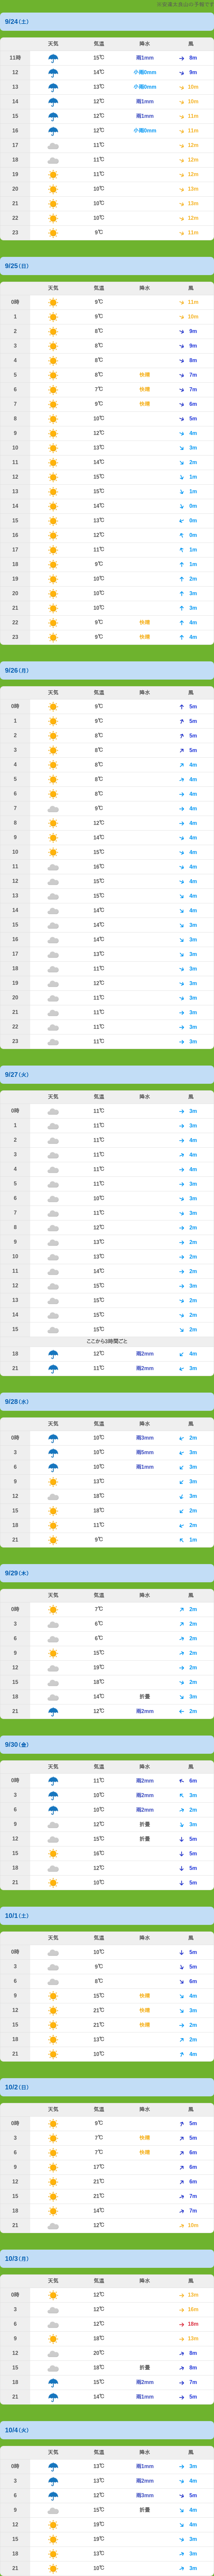 9/24(土)
天気 気温 降水 風
11時 15℃ 雨1mm 8m
12 14℃ 小雨0mm 9m
13 13℃ 小雨0mm 10m
14 12℃ 雨1mm 10m
15 12℃ 雨1mm 11m
16 12℃ 小雨0mm 11m
17 11℃ 12m
18 11℃ 12m
19 11℃ 12m
20 10℃ 13m
21 10℃ 13m
22 10℃ 12m
23 9℃ 11m
9/25(日)
天気 気温 降水 風
0時 9℃ 11m
1 9℃ 10m
2 8℃ 9m
3 8℃ 9m
4 8℃ 8m
5 8℃ 快晴 7m
6 7℃ 快晴 7m
7 9℃ 快晴 6m
8 10℃ 5m
9 12℃ 4m
10 13℃ 3m
11 14℃ 2m
12 15℃ 1m
13 15℃ 1m
14 14℃ 0m
15 13℃ 0m
16 12℃ 0m
17 11℃ 1m
18 9℃ 1m
19 10℃ 2m
20 10℃ 3m
21 10℃ 3m
22 9℃ 快晴 4m
23 9℃ 快晴 4m
9/26(月)
天気 気温 降水 風
0時 9℃ 5m
1 9℃ 5m
2 8℃ 5m
3 8℃ 5m
4 8℃ 4m
5 8℃ 4m
6 8℃ 4m
7 9℃ 4m
8 12℃ 4m
9 14℃ 4m
10 15℃ 4m
11 16℃ 4m
12 15℃ 4m
13 15℃ 4m
14 14℃ 4m
15 14℃ 3m
16 14℃ 3m
17 13℃ 3m
18 11℃ 3m
19 12℃ 3m
20 11℃ 3m
21 11℃ 3m
22 11℃ 3m
23 11℃ 3m
9/27(火)
天気 気温 降水 風
0時 11℃ 3m
1 11℃ 3m
2 11℃ 4m
3 11℃ 4m
4 11℃ 4m
5 11℃ 3m
6 10℃ 3m
7 11℃ 3m
8 12℃ 2m
9 13℃ 2m
10 13℃ 2m
11 14℃ 2m
12 15℃ 3m
13 15℃ 2m
14 15℃ 2m
15 15℃ 2m
ここから3時間ごと
18 12℃ 雨2mm 4m
21 11℃ 雨2mm 3m
9/28(水)
天気 気温 降水 風
0時 10℃ 雨3mm 2m
3 10℃ 雨5mm 3m
6 10℃ 雨1mm 3m
9 13℃ 3m
12 18℃ 3m
15 18℃ 2m
18 11℃ 2m
21 9℃ 1m
9/29(木)
天気 気温 降水 風
0時 7℃ 2m
3 6℃ 2m
6 6℃ 2m
9 15℃ 2m
12 19℃ 2m
15 18℃ 2m
18 14℃ 折畳 3m
21 12℃ 雨2mm 2m
9/30(金)
天気 気温 降水 風
0時 11℃ 雨2mm 6m
3 10℃ 雨2mm 3m
6 10℃ 雨2mm 2m
9 12℃ 折畳 3m
12 15℃ 折畳 5m
15 16℃ 5m
18 12℃ 5m
21 10℃ 5m
10/1(土)
天気 気温 降水 風
0時 10℃ 5m
3 9℃ 5m
6 8℃ 6m
9 15℃ 快晴 4m
12 21℃ 快晴 3m
15 21℃ 快晴 2m
18 13℃ 2m
21 10℃ 4m
10/2(日)
天気 気温 降水 風
0時 9℃ 5m
3 7℃ 快晴 5m
6 7℃ 快晴 6m
9 17℃ 6m
12 21℃ 6m
15 21℃ 7m
18 14℃ 7m
21 12℃ 10m
10/3(月)
天気 気温 降水 風
0時 12℃ 13m
3 12℃ 16m
6 12℃ 18m
9 18℃ 13m
12 20℃ 8m
15 18℃ 折畳 8m
18 15℃ 雨2mm 7m
21 14℃ 雨1mm 5m
10/4(火)
天気 気温 降水 風
0時 13℃ 雨1mm 3m
3 13℃ 雨2mm 4m
6 12℃ 雨3mm 5m
9 15℃ 折畳 4m
12 19℃ 4m
15 19℃ 3m
18 13℃ 3m
21 10℃ 3m